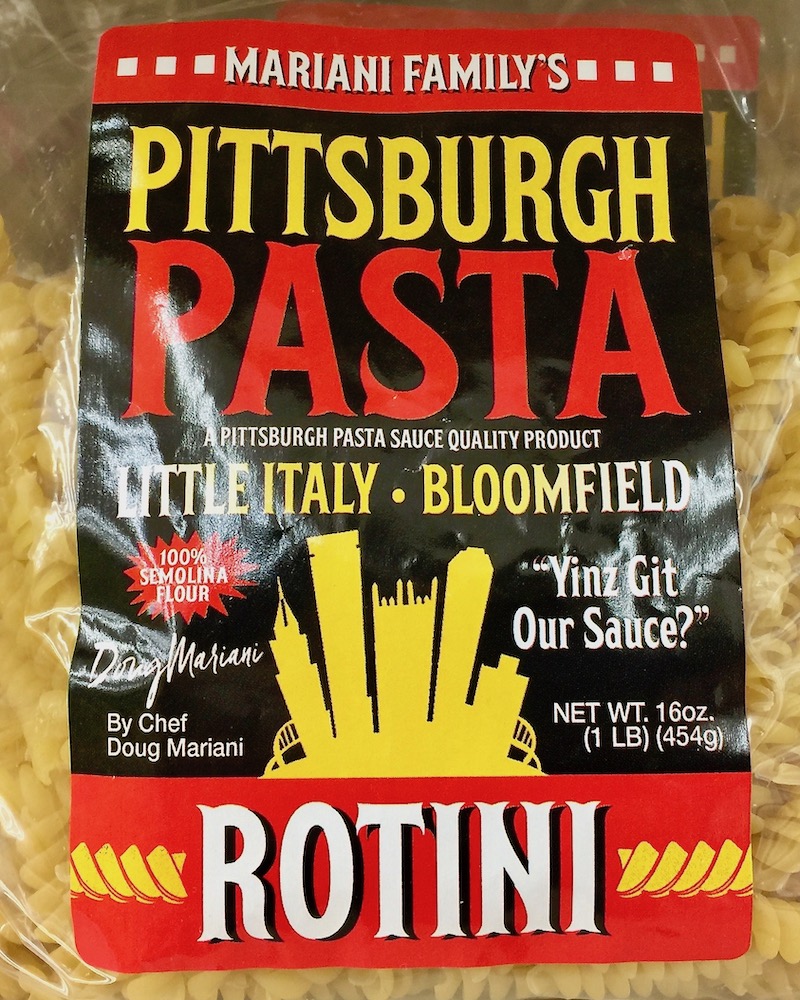 MARIANI FAMILY'S
PITTSBURGH
PASTA
A PITTSBURGH PASTA SAUCE QUALITY PRODUCT
LITTLE ITALY • BLOOMFIELD
100%
SEMOLINA
FLOUR
"Yinz Git
Our Sauce?"
Doug Mariani
By Chef
Doug Mariani
NET WT. 16oz.
(1 LB) (454g)
ROTINI